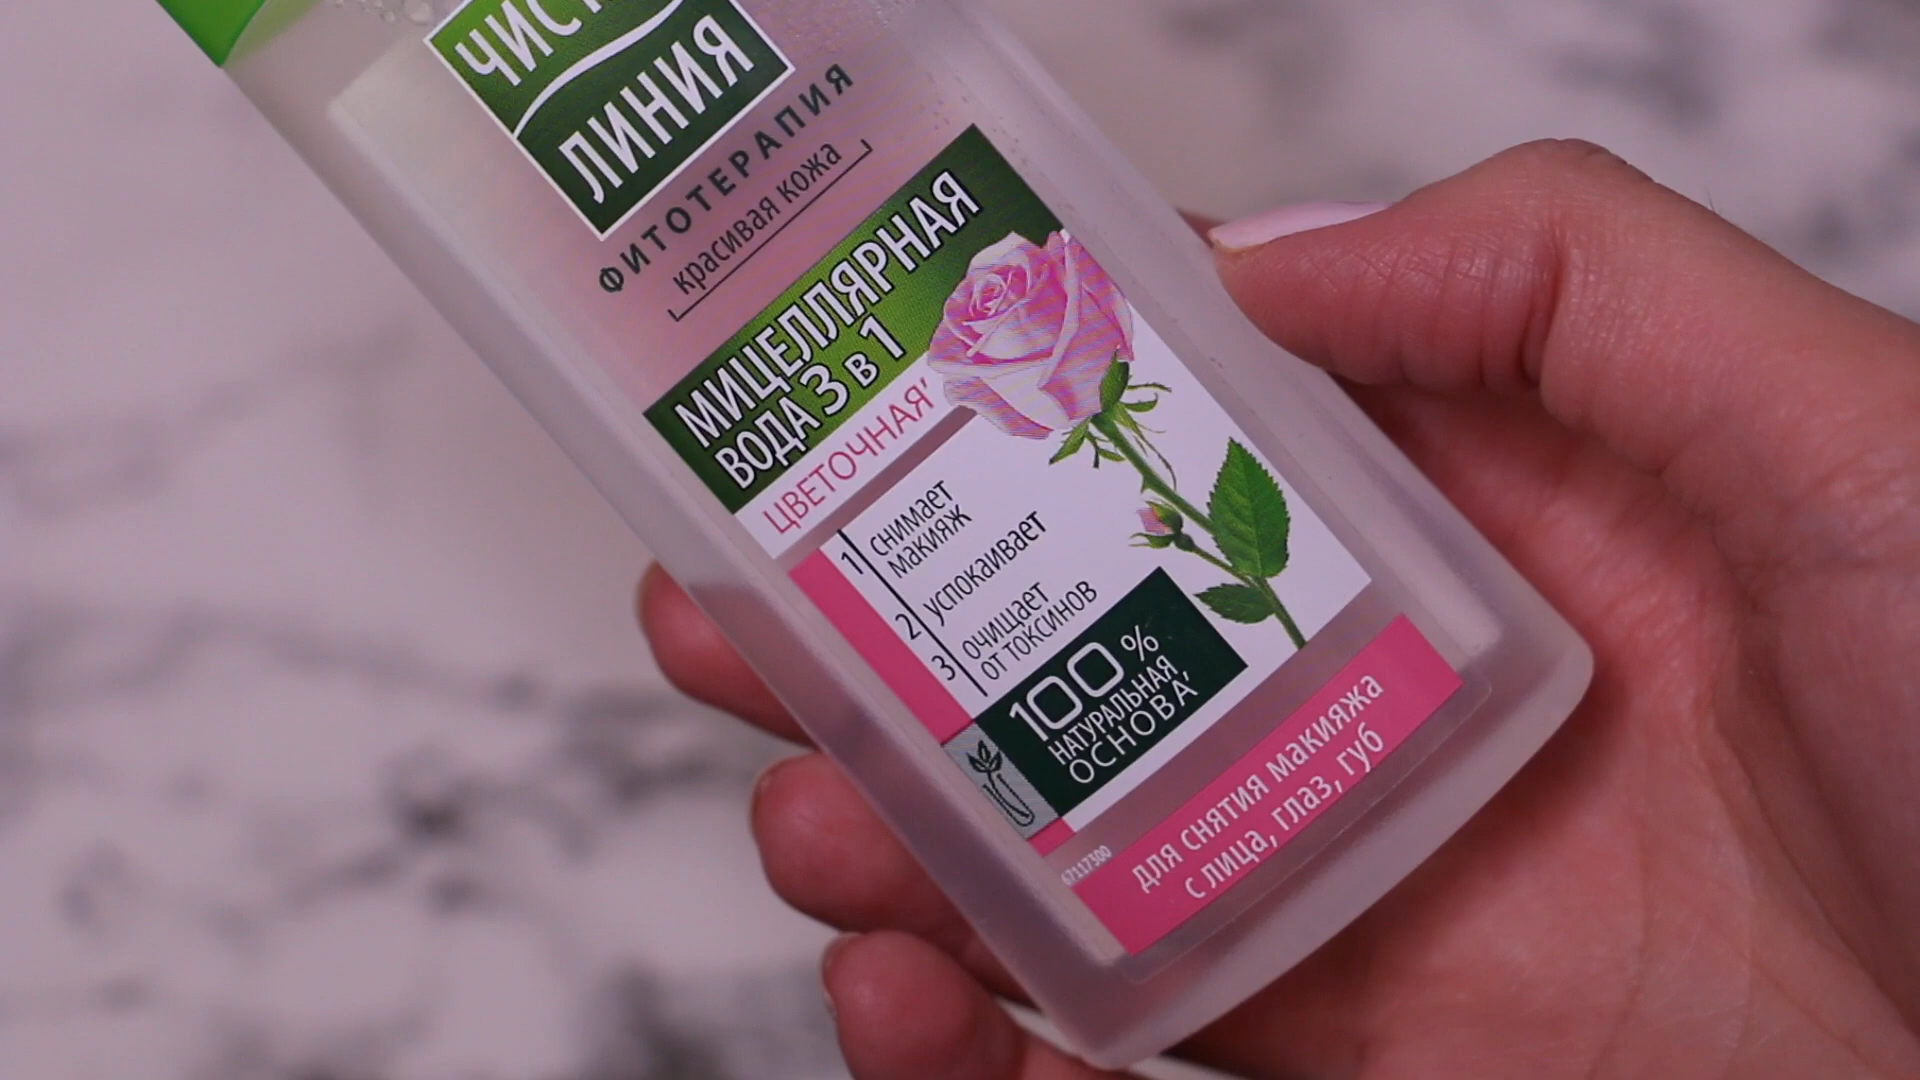 ЛИНИЯ
ФИТОТЕРАПИЯ
красивая кожа
МИЦЕЛЛЯРНАЯ
ВОДА 3 в 1
ЦВЕТОЧНАЯ'
1 снимает
макияж
2 успокаивает
3 очищает
от токсинов
100 %
НАТУРАЛЬНАЯ
ОСНОВА'
67117300
для снятия макияжа
с лица, глаз, губ